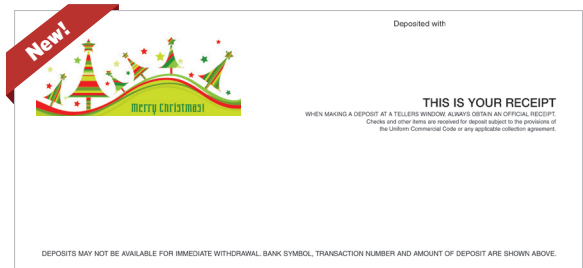 New!
Deposited with
Merry Christmas!
THIS IS YOUR RECEIPT
WHEN MAKING A DEPOSIT AT A TELLERS WINDOW, ALWAYS OBTAIN AN OFFICIAL RECEIPT.
Checks and other items are received for deposit subject to the provisions of
the Uniform Commercial Code or any applicable collection agreement.
DEPOSITS MAY NOT BE AVAILABLE FOR IMMEDIATE WITHDRAWAL. BANK SYMBOL, TRANSACTION NUMBER AND AMOUNT OF DEPOSIT ARE SHOWN ABOVE.